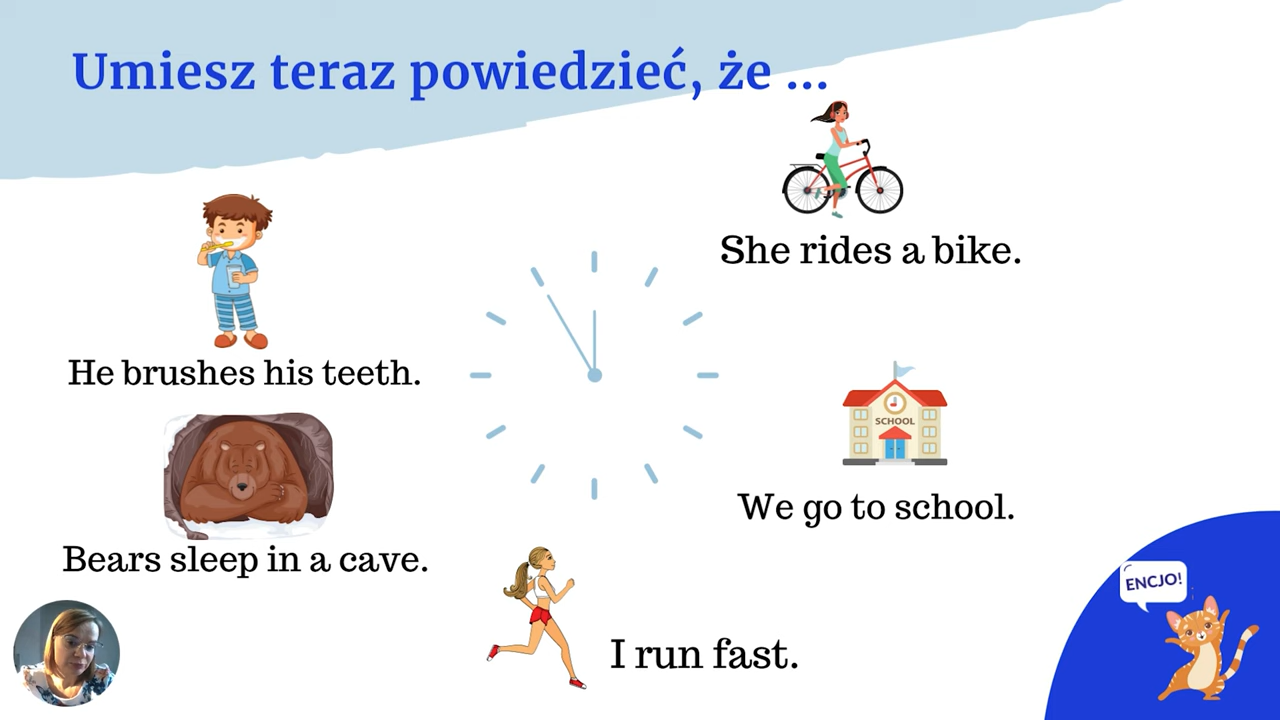 Umiesz teraz powiedzieć, że ...
She rides a bike.
He brushes his teeth.
SCHOOL
We go to school.
Bears sleep in a cave.
ENCJO!
I run fast.